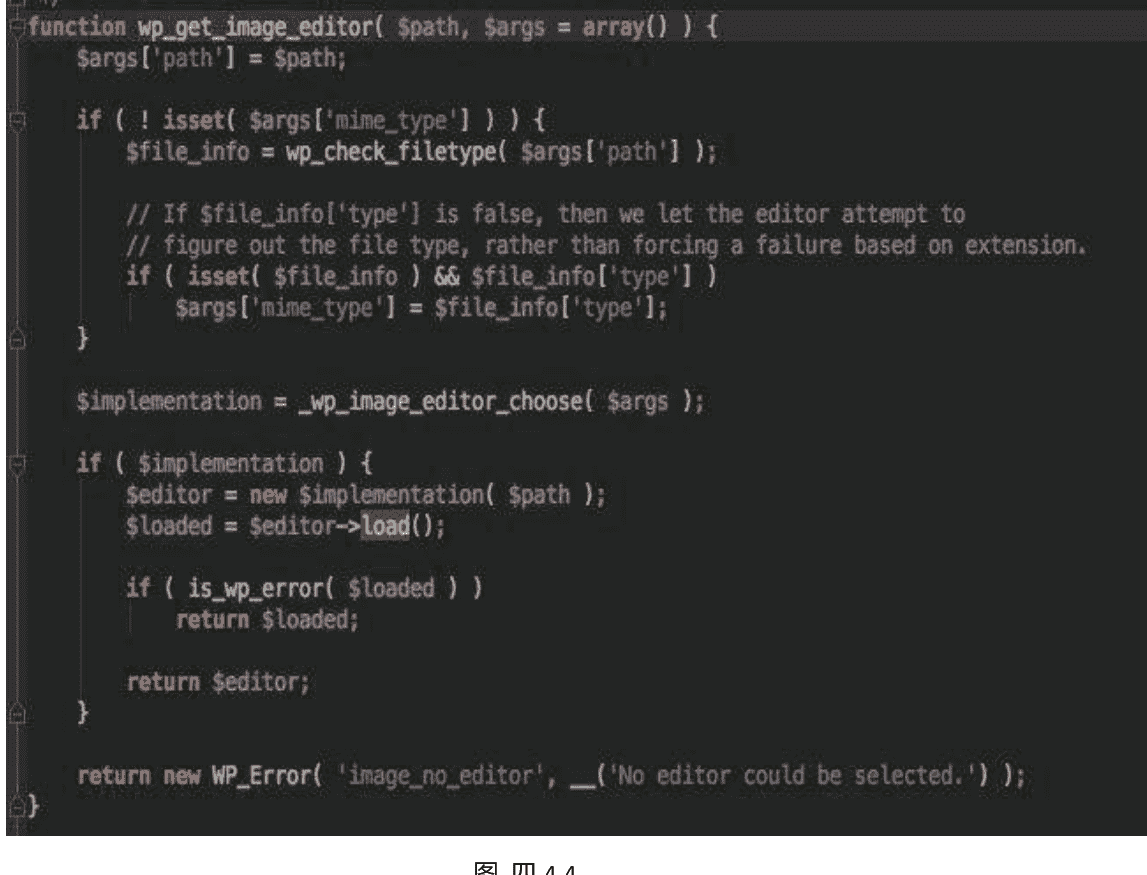 function wp_get_image_editor( $path, $args = array() ) {
$args['path'] = $path;
if ( ! isset( $args['mime_type'] ) ) {
$file_info = wp_check_filetype( $args['path'] );
// If $file_info['type'] is false, then we let the editor attempt to
// figure out the file type, rather than forcing a failure based on extension.
if ( isset( $file_info ) && $file_info['type'] )
$args['mime_type'] = $file_info['type'];
}
$implementation = _wp_image_editor_choose( $args );
if ( $implementation ) {
$editor = new $implementation( $path );
$loaded = $editor->load();
if ( is_wp_error( $loaded ) )
return $loaded;
return $editor;
}
return new WP_Error( 'image_no_editor', __('No editor could be selected.') );
}
图 四